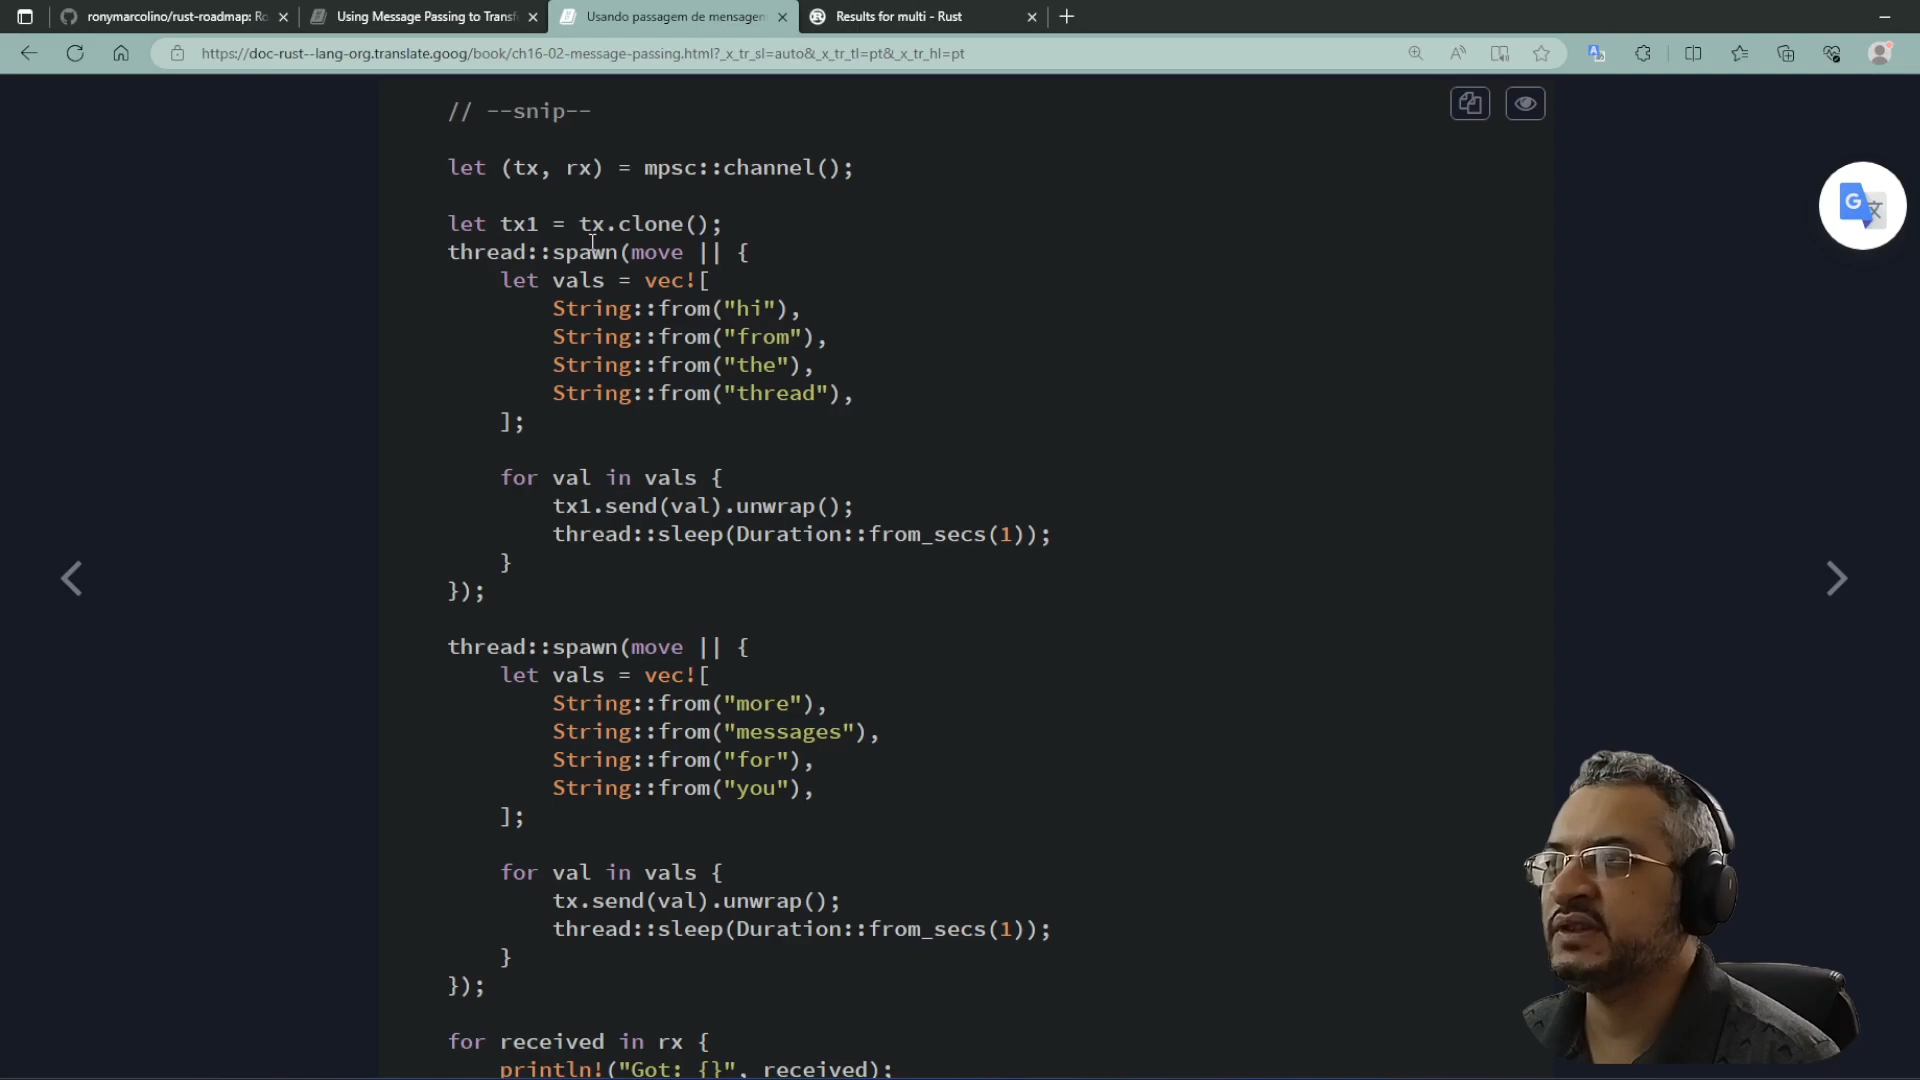 ronymarcolino/rust-roadmap: Ro
Using Message Passing to Transf
Usando passagem de mensagem
Results for multi - Rust
https://doc-rust--lang-org.translate.goog/book/ch16-02-message-passing.html?_x_tr_sl=auto&_x_tr_tl=pt&_x_tr_hl=pt
// --snip--
let (tx, rx) = mpsc::channel();
let tx1 = tx.clone();
thread::spawn(move || {
let vals = vec![
String::from("hi"),
String::from("from"),
String::from("the"),
String::from("thread"),
];
for val in vals {
tx1.send(val).unwrap();
thread::sleep(Duration::from_secs(1));
}
});
thread::spawn(move || {
let vals = vec![
String::from("more"),
String::from("messages"),
String::from("for"),
String::from("you"),
];
for val in vals {
tx.send(val).unwrap();
thread::sleep(Duration::from_secs(1));
}
});
for received in rx {
println!("Got: {}", received);